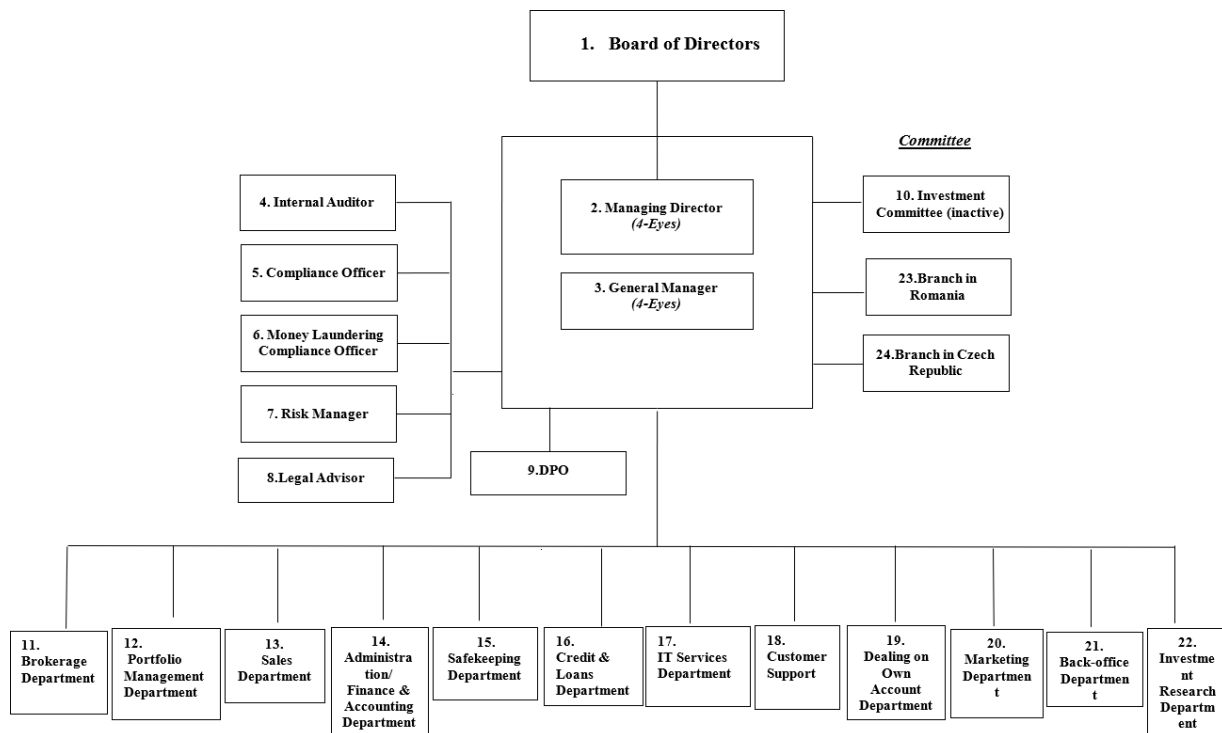 1. Board of Directors
Committee
2. Managing Director
(4-Eyes)
3. General Manager
(4-Eyes)
4. Internal Auditor
5. Compliance Officer
6. Money Laundering
Compliance Officer
7. Risk Manager
8.Legal Advisor
9.DPO
10. Investment
Committee (inactive)
23.Branch in
Romania
24.Branch in Czech
Republic
11.
Brokerage
Department
12.
Portfolio
Management
Department
13.
Sales
Department
14.
Administra
tion/
Finance &
Accounting
Department
15.
Safekeeping
Department
16.
Credit &
Loans
Department
17.
IT Services
Department
18.
Customer
Support
19.
Dealing on
Own
Account
Department
20.
Marketing
Departmen
t
21.
Back-office
Departmen
t
22.
Investme
nt
Research
Departm
ent